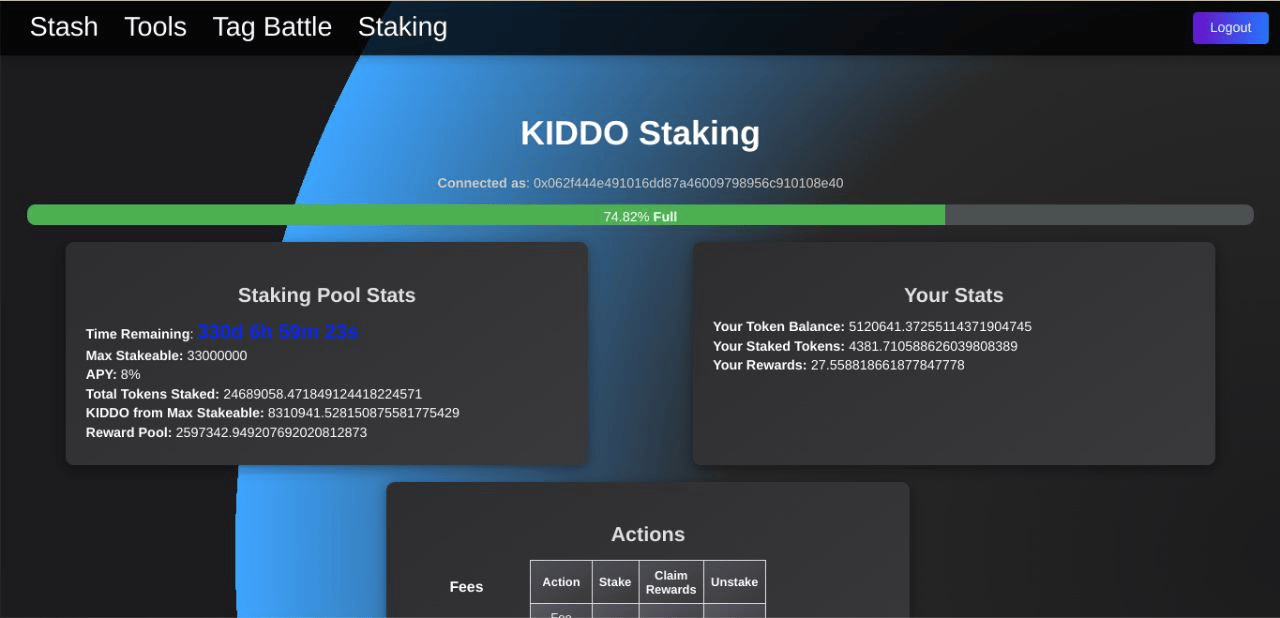 Stash Tools Tag Battle Staking Logout
KIDDO Staking
Connected as: 0x062f444e491016dd87a46009798956c910108e40
74.82% Full
Staking Pool Stats
Time Remaining: 330d 6h 59m 23s
Max Stakeable: 33000000
APY: 8%
Total Tokens Staked: 24689058.471849124418224571
KIDDO from Max Stakeable: 8310941.528150875581775429
Reward Pool: 2597342.949207692020812873
Your Stats
Your Token Balance: 5120641.37255114371904745
Your Staked Tokens: 4381.710588626039808389
Your Rewards: 27.558818661877847778
Actions
Fees
Action Stake Claim Rewards Unstake
Fee